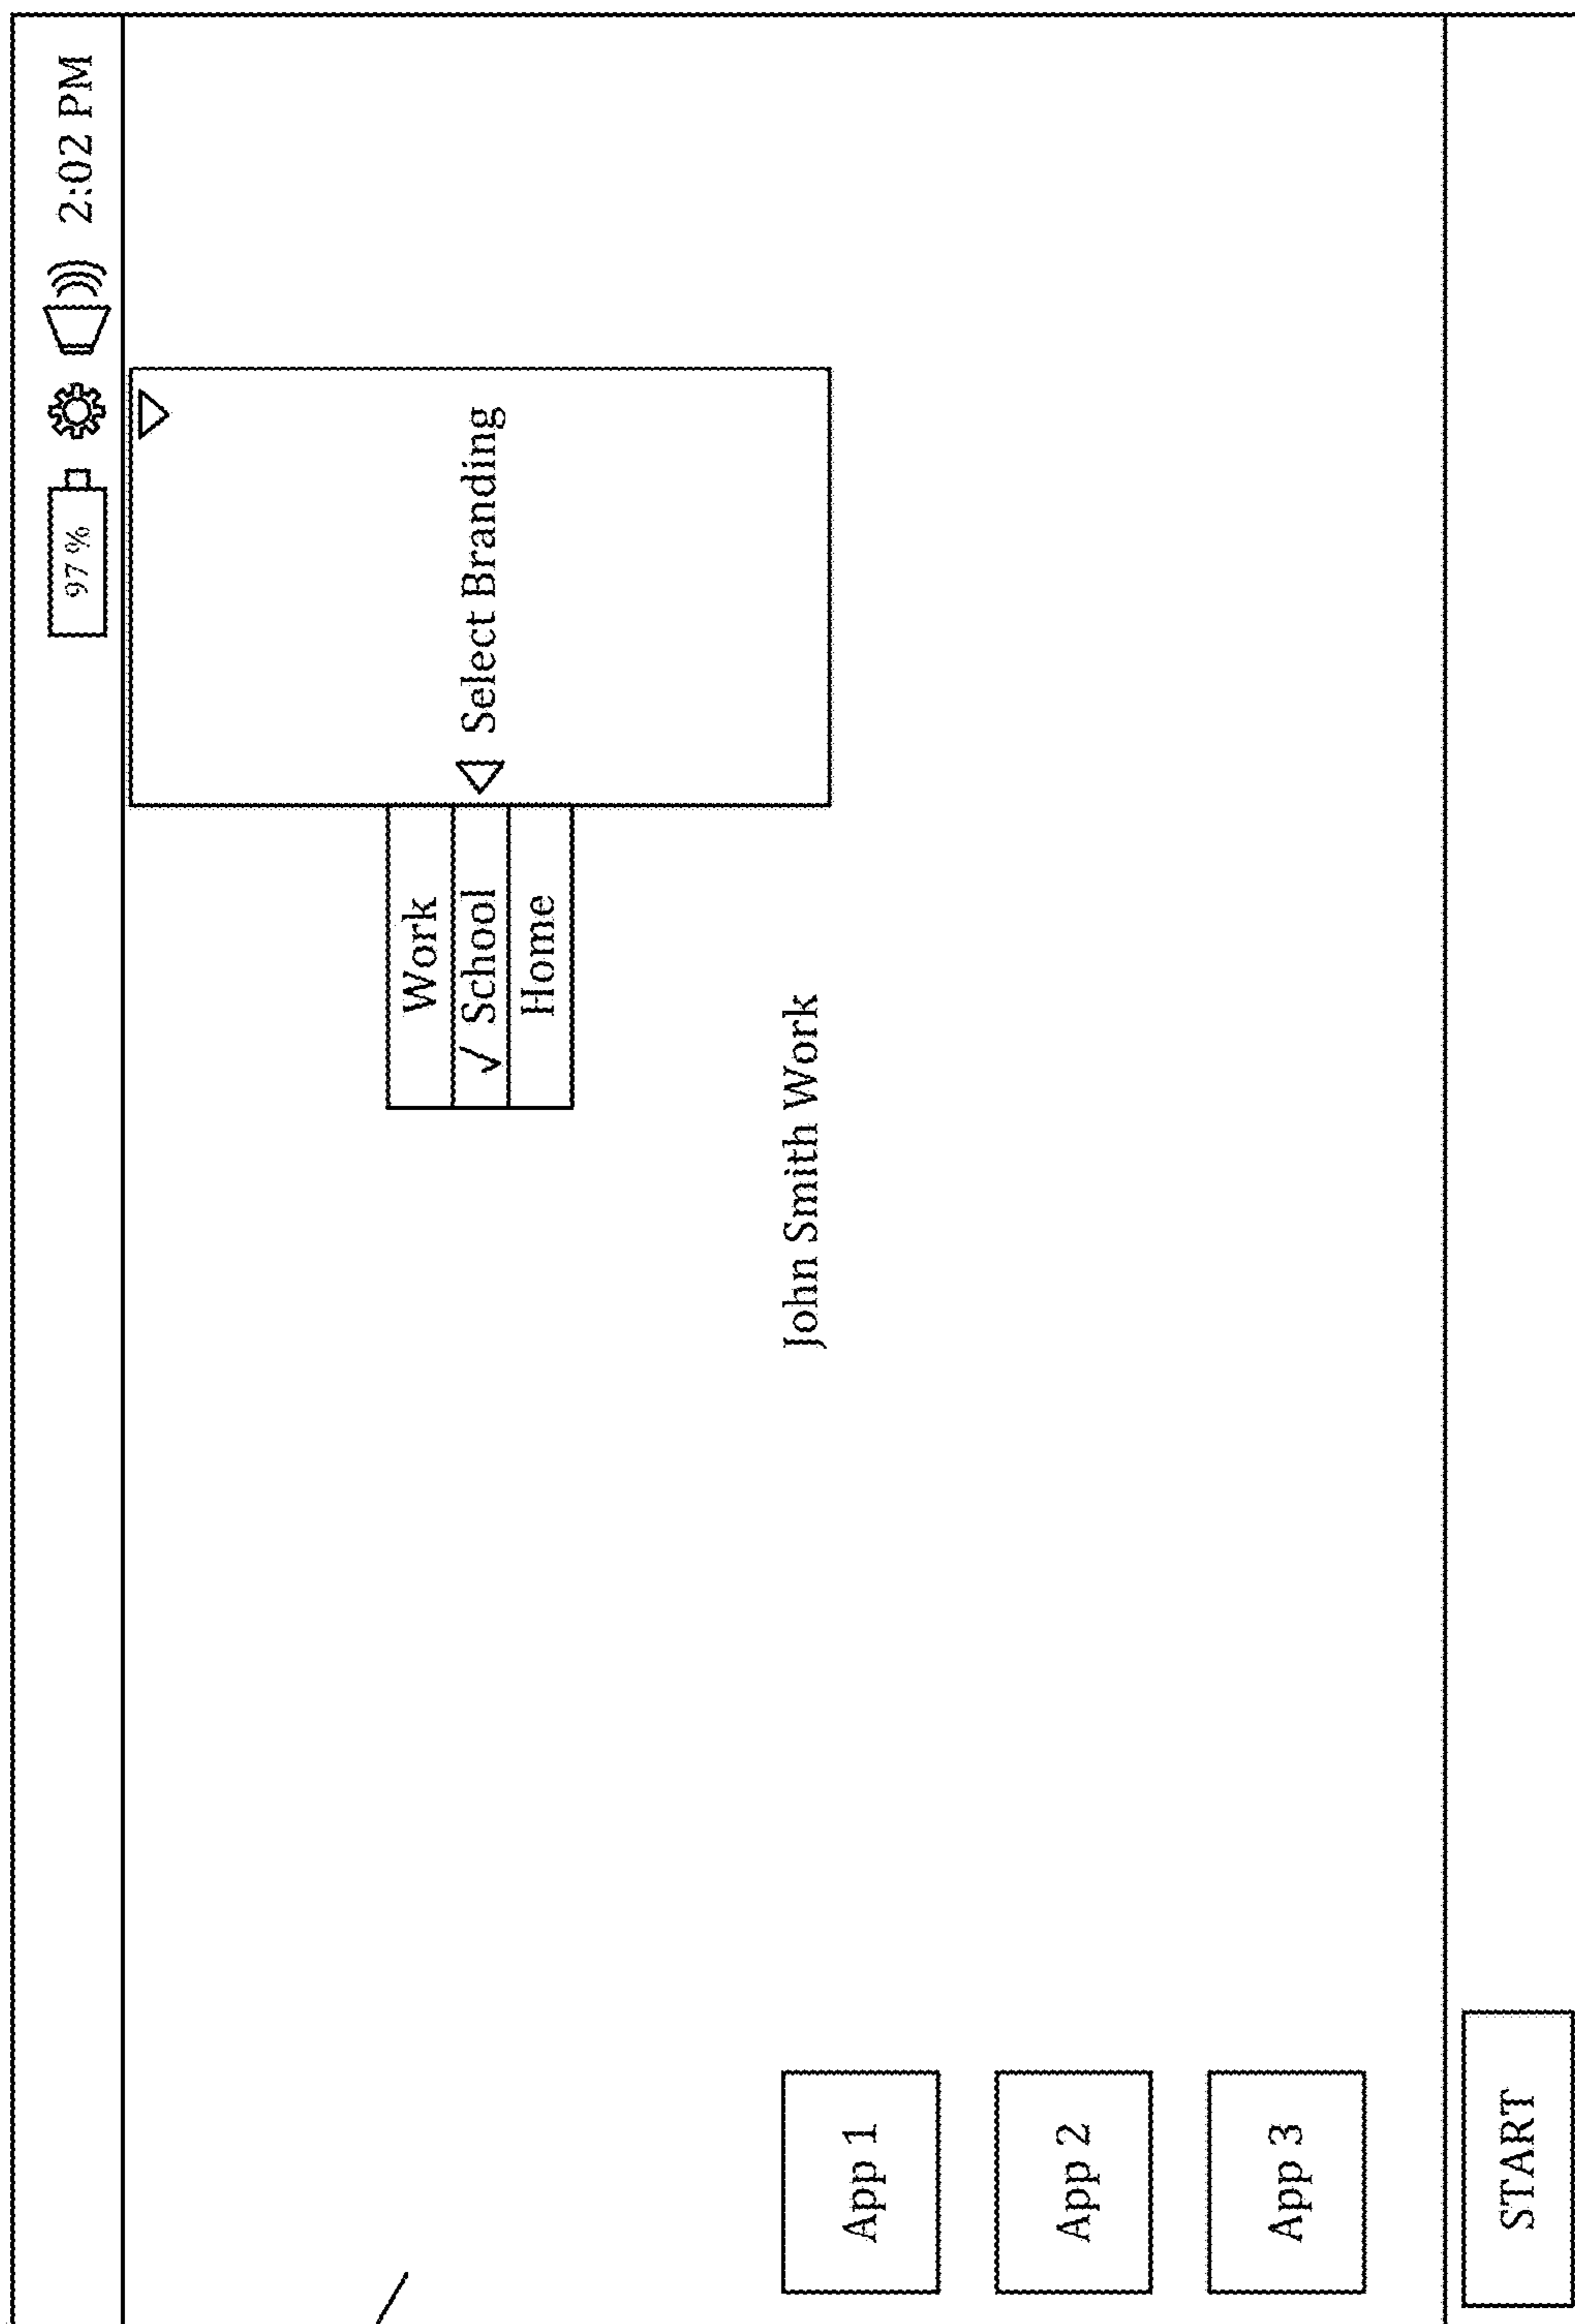 97 %
2:02 PM
Work
√ School
Select Branding
Home
John Smith Work
App 1
App 2
App 3
START